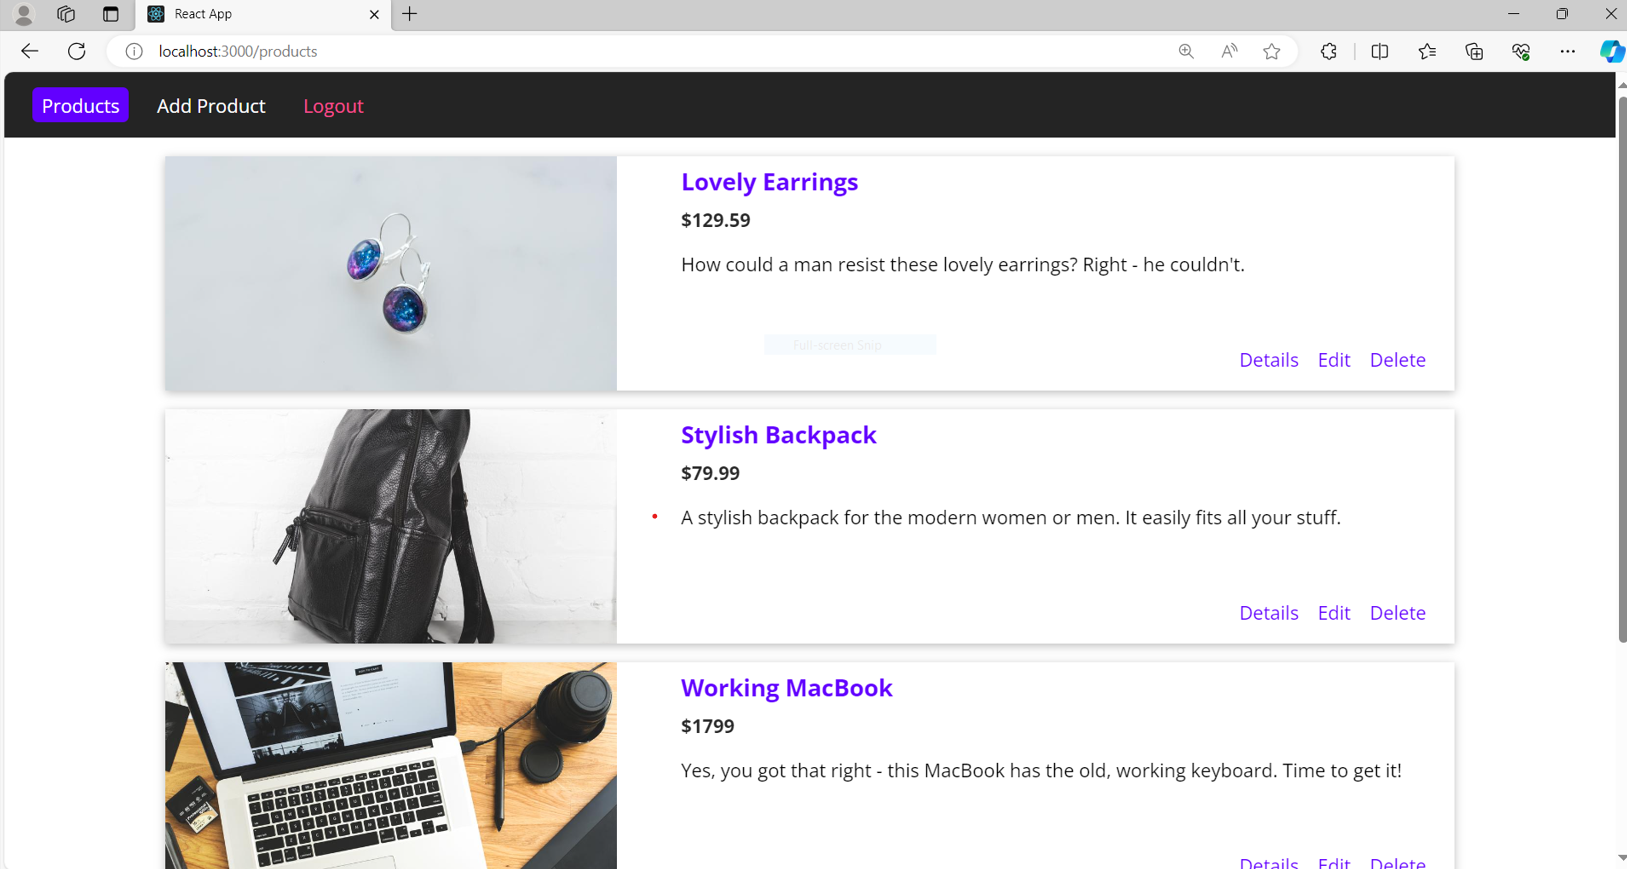 React App
localhost:3000/products
Products Add Product Logout
Lovely Earrings
$129.59
How could a man resist these lovely earrings? Right - he couldn't.
Full-screen Snip
Details Edit Delete
Stylish Backpack
$79.99
A stylish backpack for the modern women or men. It easily fits all your stuff.
Details Edit Delete
Working MacBook
$1799
Yes, you got that right - this MacBook has the old, working keyboard. Time to get it!
Details Edit Delete